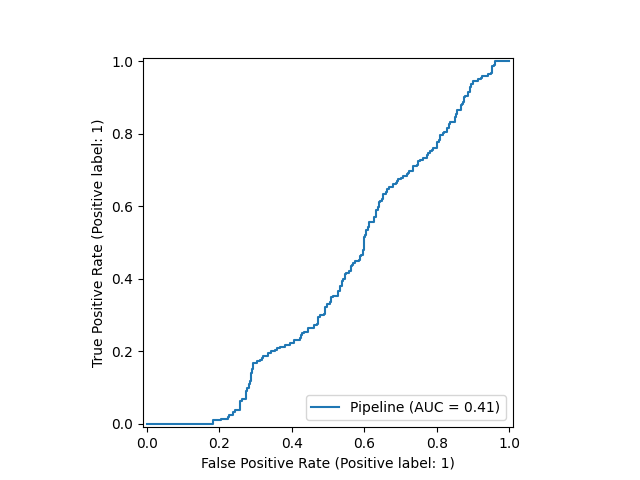 1.0
0.8
0.6
0.4
0.2
0.0
True Positive Rate (Positive label: 1)
Pipeline (AUC = 0.41)
0.0 0.2 0.4 0.6 0.8 1.0
False Positive Rate (Positive label: 1)